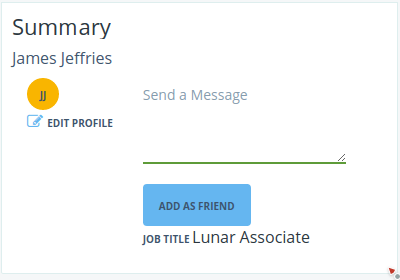 Summary
James Jeffries
JJ
Send a Message
EDIT PROFILE
ADD AS FRIEND
JOB TITLE Lunar Associate